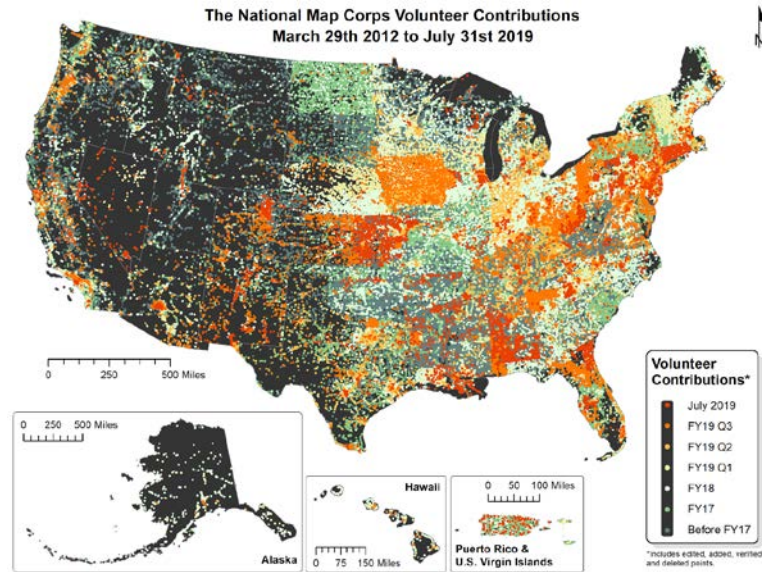 The National Map Corps Volunteer Contributions
March 29th 2012 to July 31st 2019
N
0 250 500 Miles
Volunteer
Contributions*
July 2019
FY19 Q3
FY19 Q2
FY19 Q1
FY18
FY17
Before FY17
*Includes edited, added, verified
and deleted points.
0 250 500 Miles
Alaska
Hawaii
0 75 150 Miles
0 50 100 Miles
Puerto Rico &
U.S. Virgin Islands